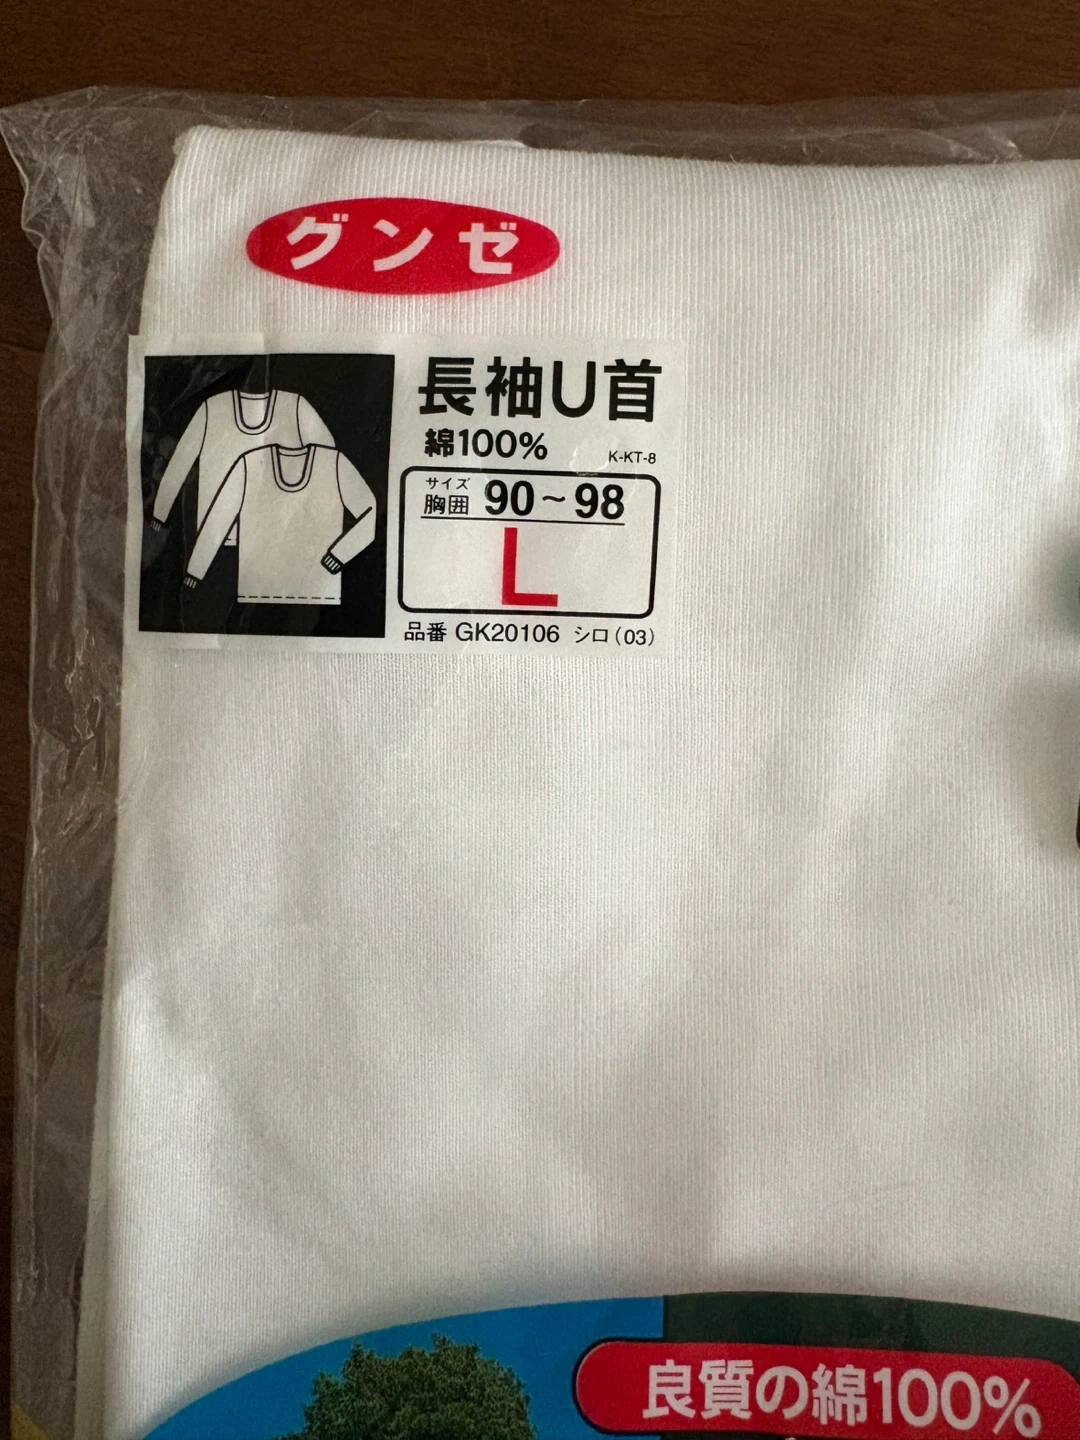 グンゼ
長袖U首
綿100%
K-KT-8
サイズ
胸囲 90~98
L
品番 GK20106 シロ(03)
良質の綿100%